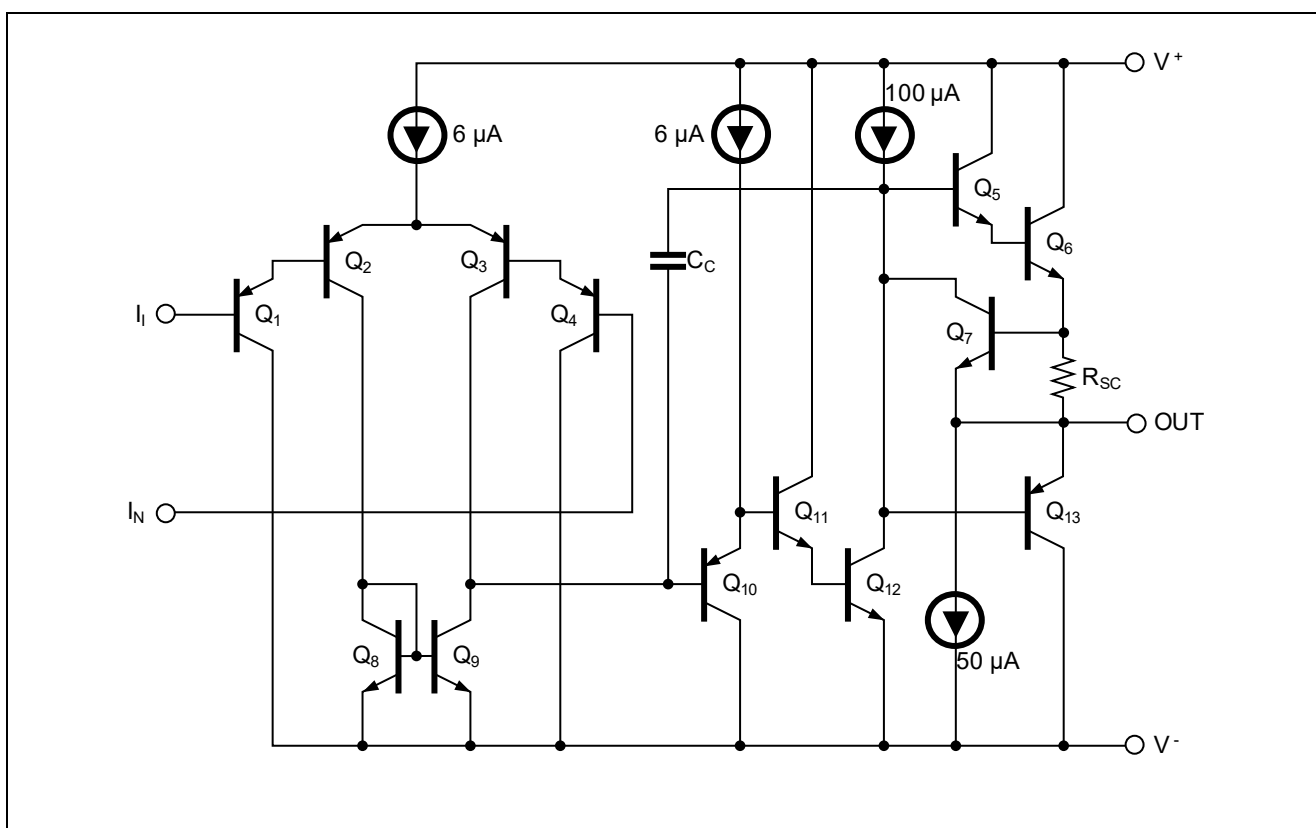 V+
100 µA
6 µA
6 µA
Q5
Q6
Q2
Q3
CC
II
Q1
Q4
Q7
RSC
OUT
IN
Q11
Q13
Q10
Q12
Q8
Q9
50 µA
V-